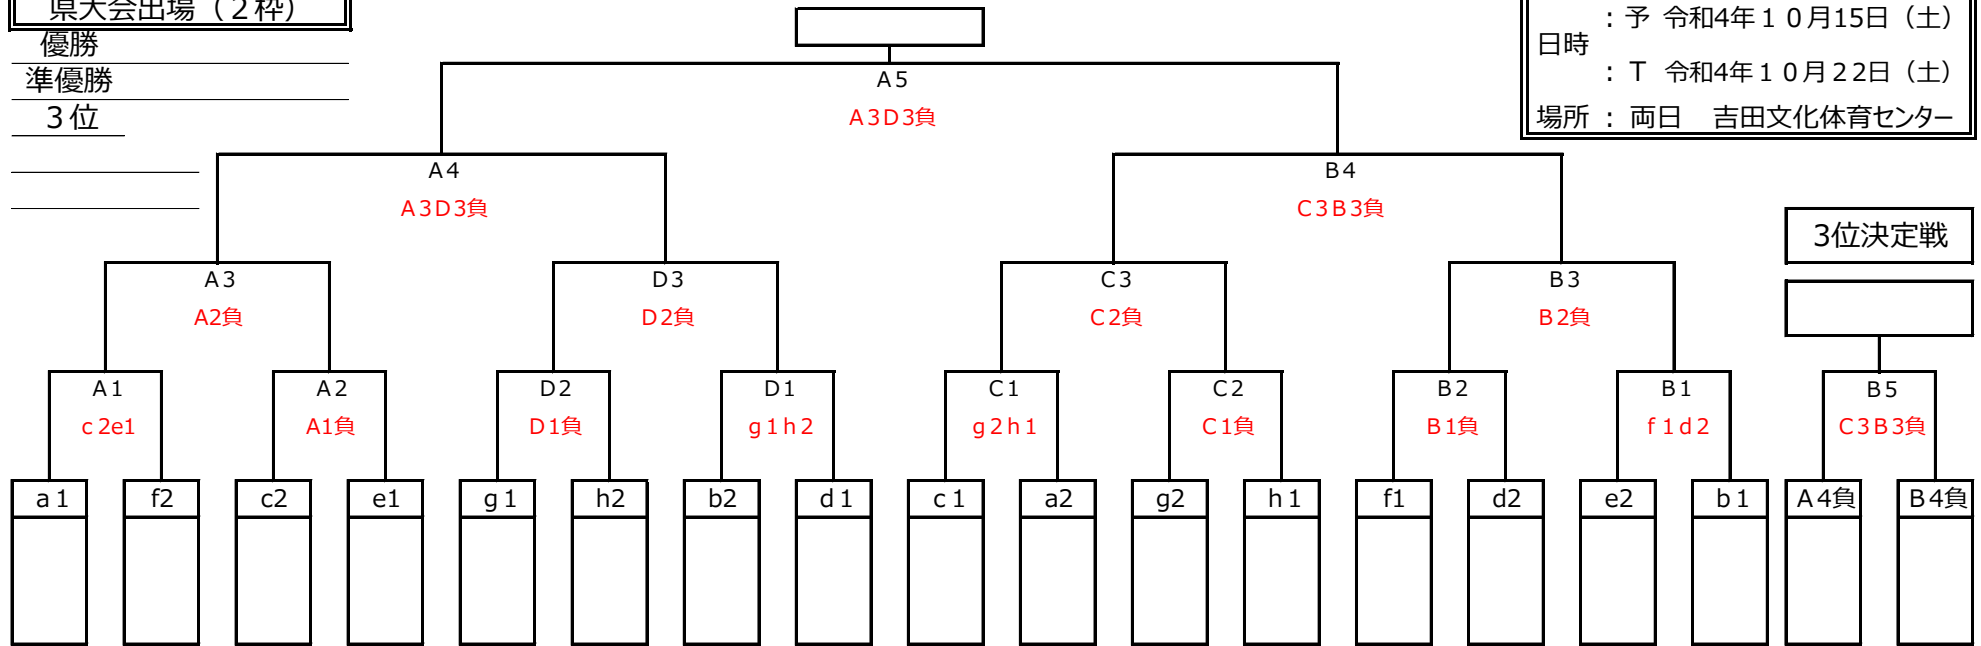 県大会出場（２枠）
優勝
準優勝
３位
日時
：予 令和4年１０月15日（土）
：Ｔ 令和4年１０月２2日（土）
場所 ：両日 吉田文化体育センター
A５
A３D３負
A４
A３D３負
B４
C３B３負
3位決定戦
A３
A2負
D３
D２負
C３
C２負
B３
B２負
A１
c２e1
A２
A1負
D２
D１負
D１
g１h２
C１
g２h１
C２
C１負
B２
B１負
B１
f１d２
B５
C３B３負
a１
f2
c2
e1
g１
h2
b2
d１
c１
a2
g2
h１
f1
d2
e2
b１
A４負
B４負